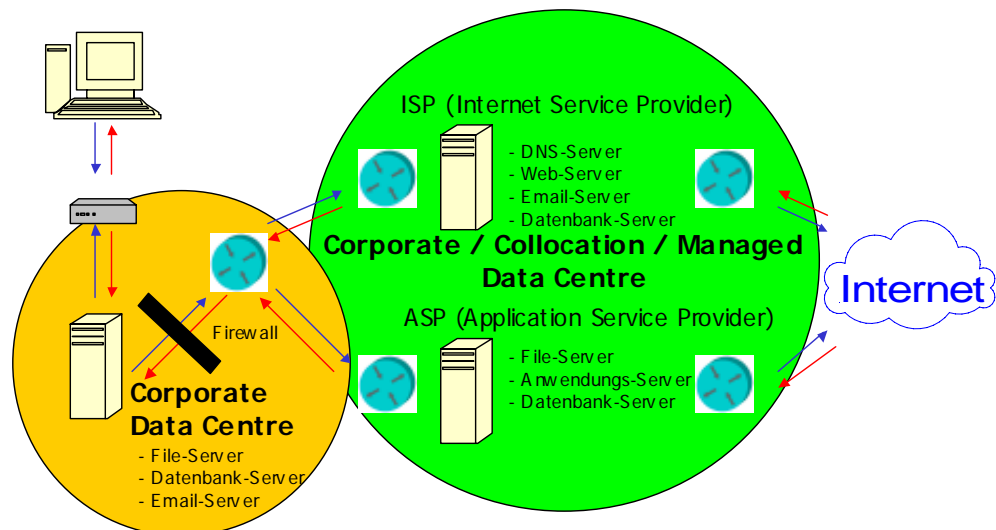 ISP (Internet Service Provider)
- DNS-Server
- Web-Server
- Email-Server
- Datenbank-Server
Corporate / Collocation / Managed
Data Centre
Internet
ASP (Application Service Provider)
- File-Server
- Anwendungs-Server
- Datenbank-Server
Firewall
Corporate
Data Centre
- File-Server
- Datenbank-Server
- Email-Server